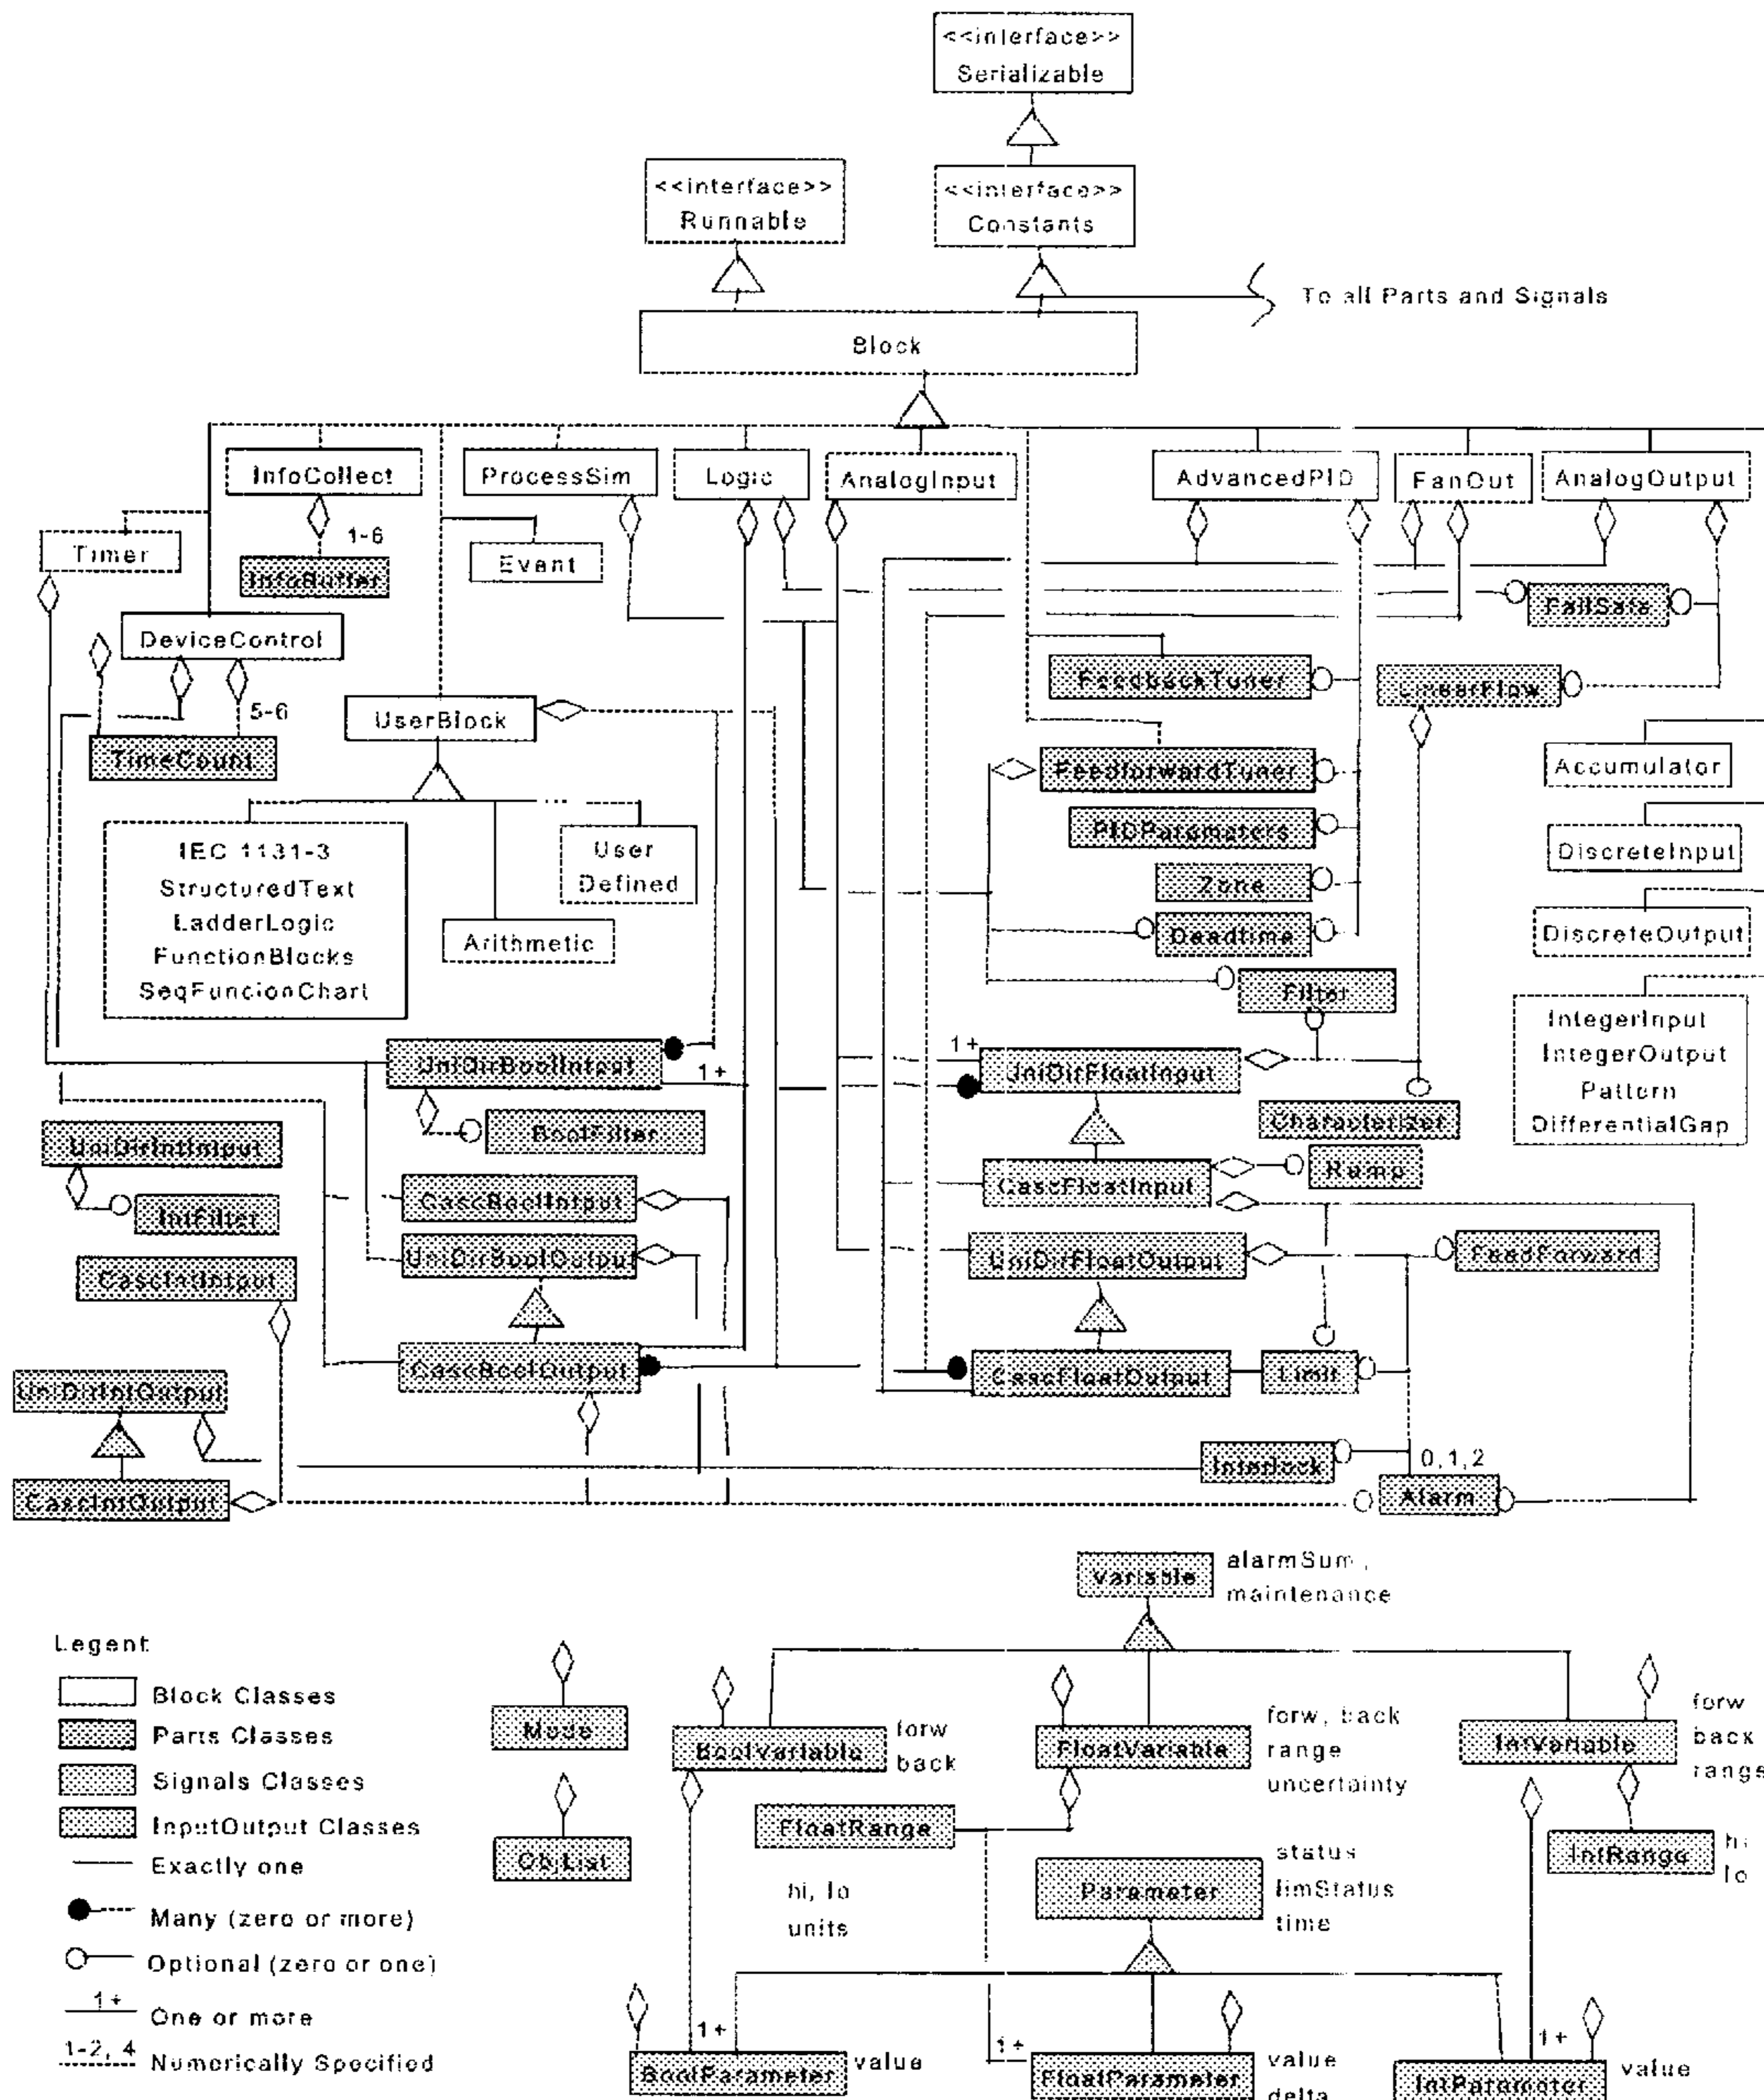 <<interface>>
Serializable
<<interface>>
Runnable
<<interface>>
Constants
To all Parts and Signals
Block
InfoCollect
ProcessSim
Logic
AnalogInput
AdvancedPID
FanOut
AnalogOutput
1-6
Timer
Event
InfoBuffer
FailSafe
DeviceControl
FeedbackTuner
LinearFlow
5-6
UserBlock
TimeCount
FeedforwardTuner
Accumulator
PIDParameters
IEC 1131-3
StructuredText
LadderLogic
FunctionBlocks
SeqFuncionChart
User
Defined
DiscreteInput
Zone
Arithmetic
Deadtime
DiscreteOutput
Filter
IntegerInput
IntegerOutput
Pattern
DifferentialGap
UniDirBoolIntput
1+
1+
UniDirFloatInput
BoolFilter
Characterizer
UniDirIntIntput
Ramp
CascBoolIntput
CascFloatInput
IntFilter
UniDirBoolOutput
UniDirFloatOutput
FeedForward
CascIntIntput
CascBoolOutput
CascFloatOutput
Limit
UniDirIntOutput
Interlock
0,1,2
CascIntOutput
Alarm
Variable
alarmSum,
maintenance
Legent
Block Classes
Parts Classes
Signals Classes
InputOutput Classes
Exactly one
Many (zero or more)
Optional (zero or one)
1+
One or more
1-2, 4
Numerically Specified
Mode
ObjList
BoolVariable
forw
back
FloatVariable
forw, back
range
uncertainty
IntVariable
forw
back
range
FloatRange
hi, lo
units
IntRange
hi
lo
Parameter
status
limStatus
time
1+
BoolParameter
value
1+
FloatParameter
value
delta
1+
IntParameter
value